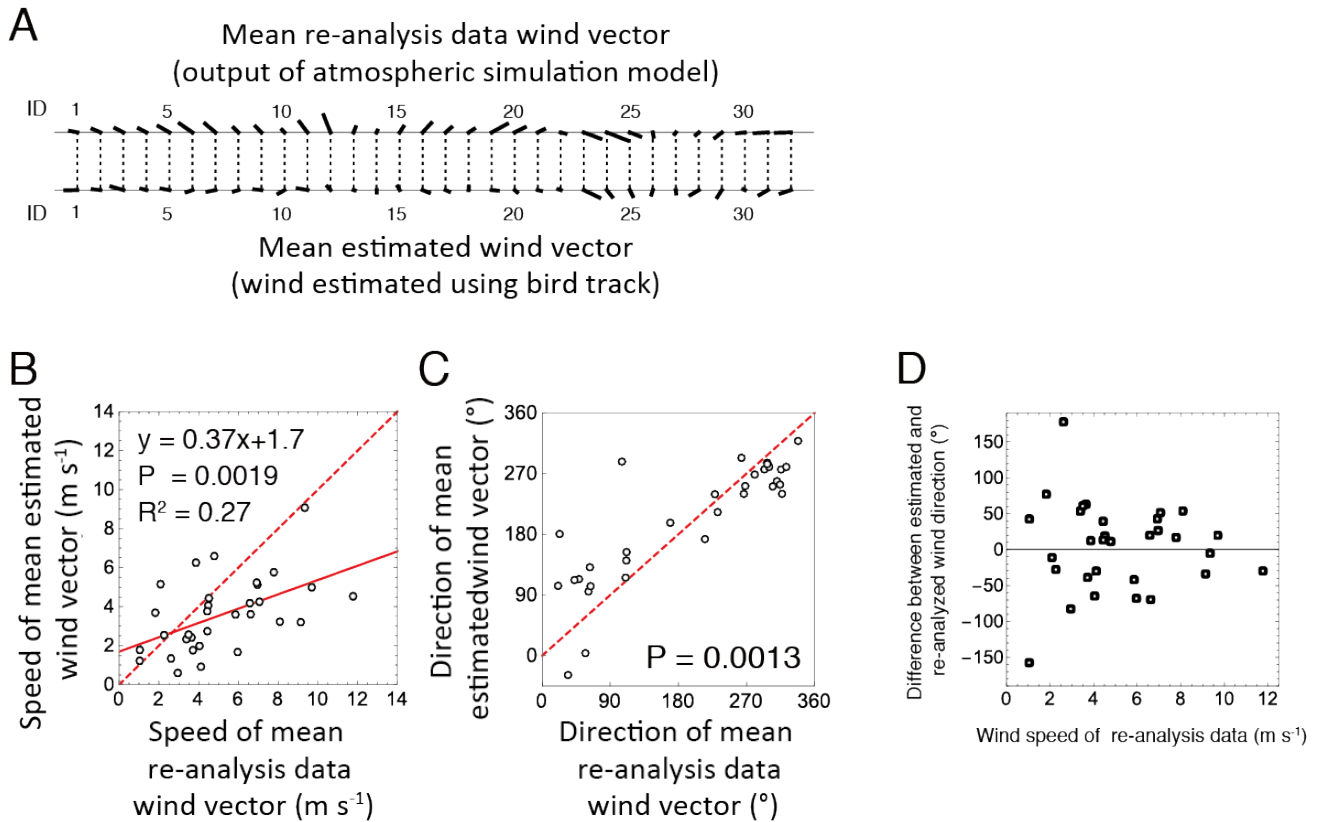 A
Mean re-analysis data wind vector
(output of atmospheric simulation model)
ID 1 5 10 15 20 25 30
ID 1 5 10 15 20 25 30
Mean estimated wind vector
(wind estimated using bird track)
B
Speed of mean estimated
wind vector (m s-1)
14
12
10
8
6
4
2
0
y = 0.37x+1.7
P = 0.0019
R2 = 0.27
0 2 4 6 8 10 12 14
Speed of mean
re-analysis data
wind vector (m s-1)
C
Direction of mean
estimatedwind vector (°)
360
270
180
90
0
P = 0.0013
0 90 180 270 360
Direction of mean
re-analysis data
wind vector (°)
D
Difference between estimated and
re-analyzed wind direction (°)
150
100
50
0
−50
−100
−150
0 2 4 6 8 10 12
Wind speed of re-analysis data (m s-1)